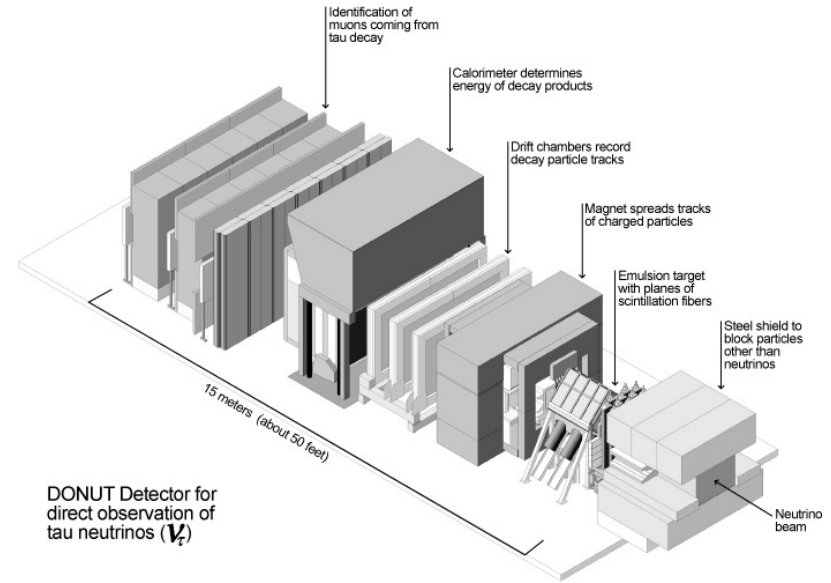 Identification of
muons coming from
tau decay
Calorimeter determines
energy of decay products
Drift chambers record
decay particle tracks
Magnet spreads tracks
of charged particles
Emulsion target
with planes of
scintillation fibers
Steel shield to
block particles
other than
neutrinos
15 meters (about 50 feet)
DONUT Detector for
direct observation of
tau neutrinos (ντ)
Neutrino
beam